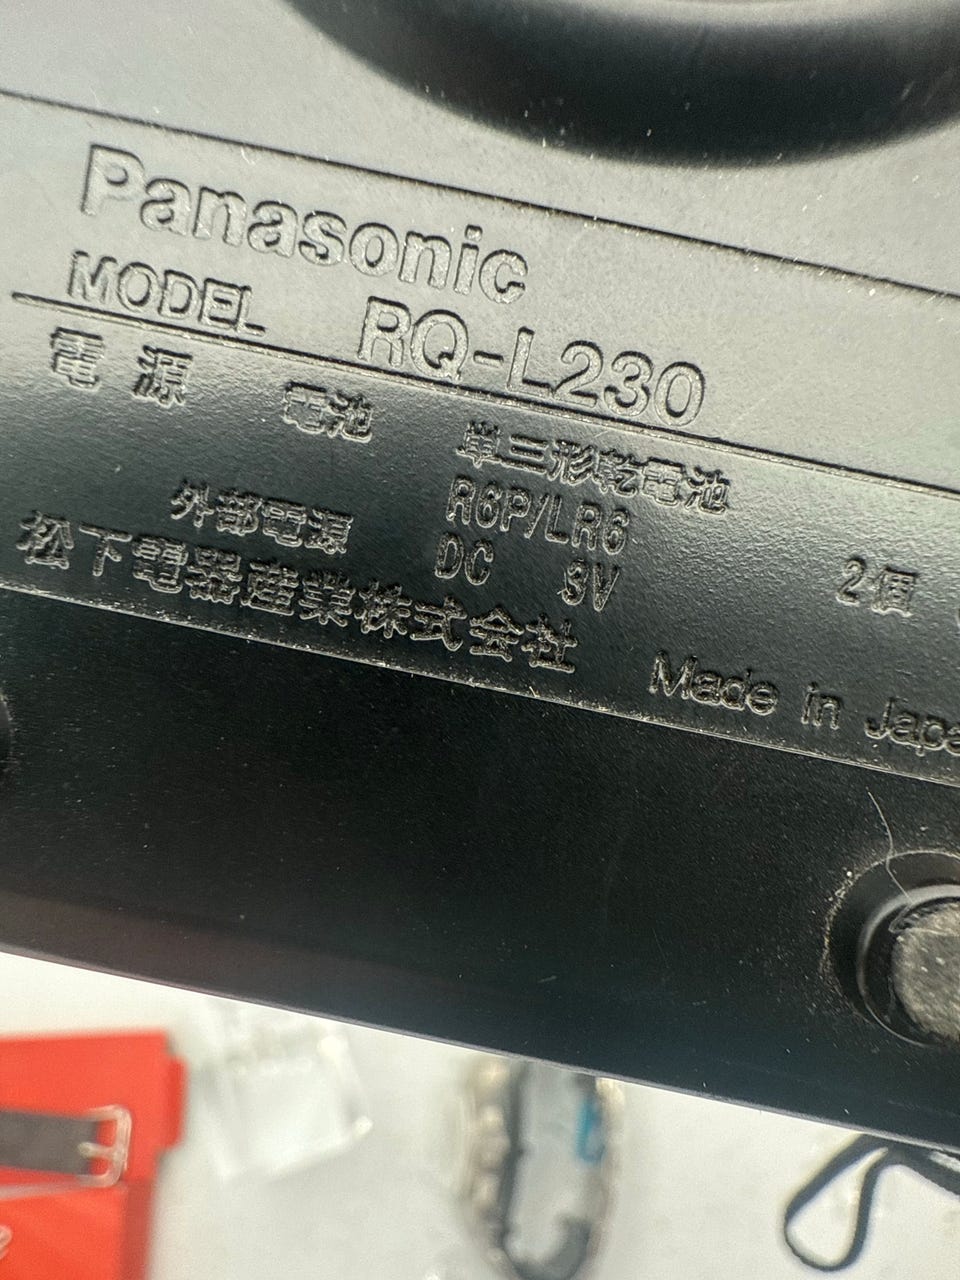 Panasonic
MODEL RQ-L230
電源 電池 単三形乾電池
R6P/LR6 2個
外部電源 DC 3V
松下電器産業株式会社 Made in Japa